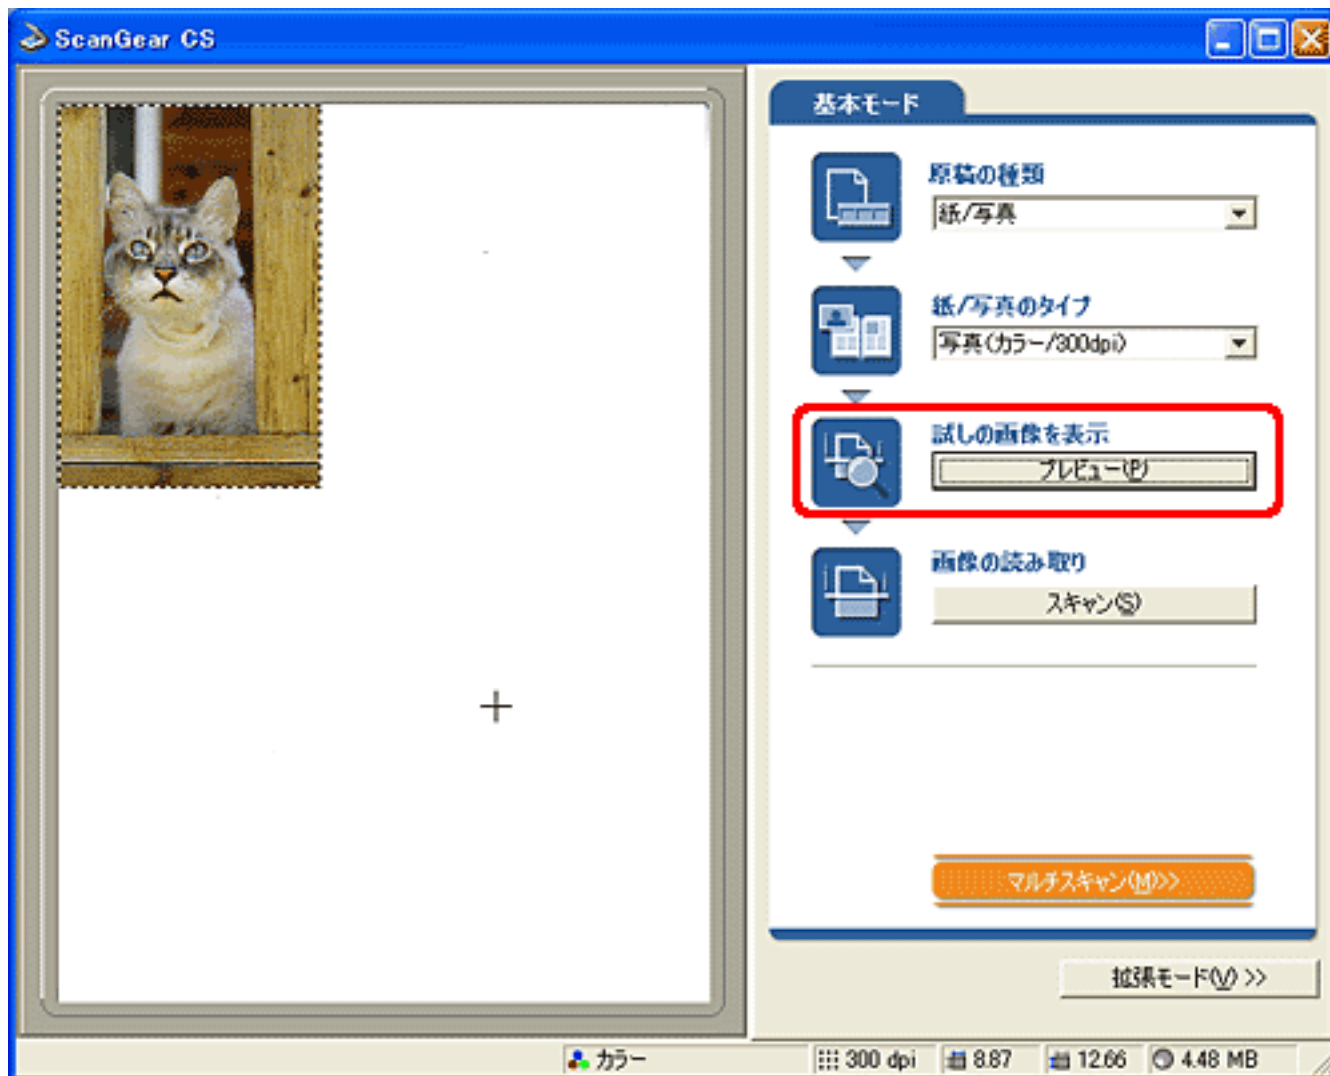 ScanGear CS
基本モード
原稿の種類
紙/写真
紙/写真のタイプ
写真(カラー/300dpi)
試しの画像を表示
プレビュー(P)
画像の読み取り
スキャン(S)
マルチスキャン(M)>>
拡張モード(V) >>
カラー 300 dpi 8.87 12.66 4.48 MB